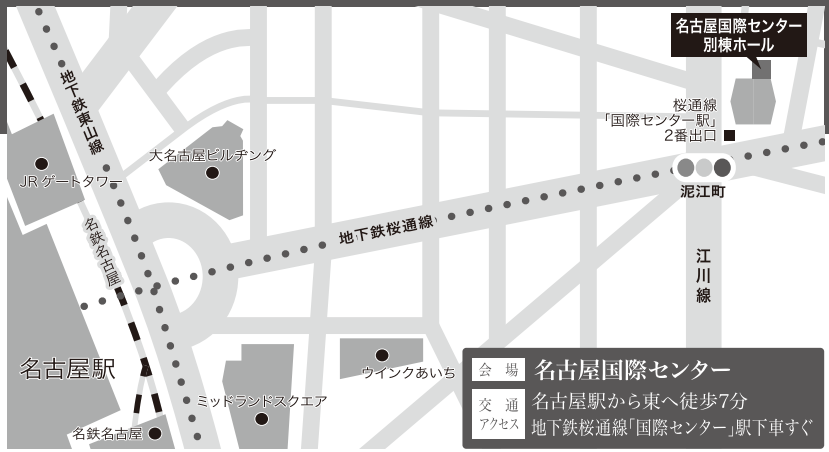 名古屋国際センター
別棟ホール
地下鉄東山線
桜通線
「国際センター駅」
2番出口
大名古屋ビルヂング
JRゲートタワー
泥江町
名鉄名古屋
地下鉄桜通線
江川線
名古屋駅
ウインクあいち
ミッドランドスクエア
名鉄名古屋
会場 名古屋国際センター
交通 名古屋駅から東へ徒歩7分
アクセス 地下鉄桜通線「国際センター」駅下車すぐ